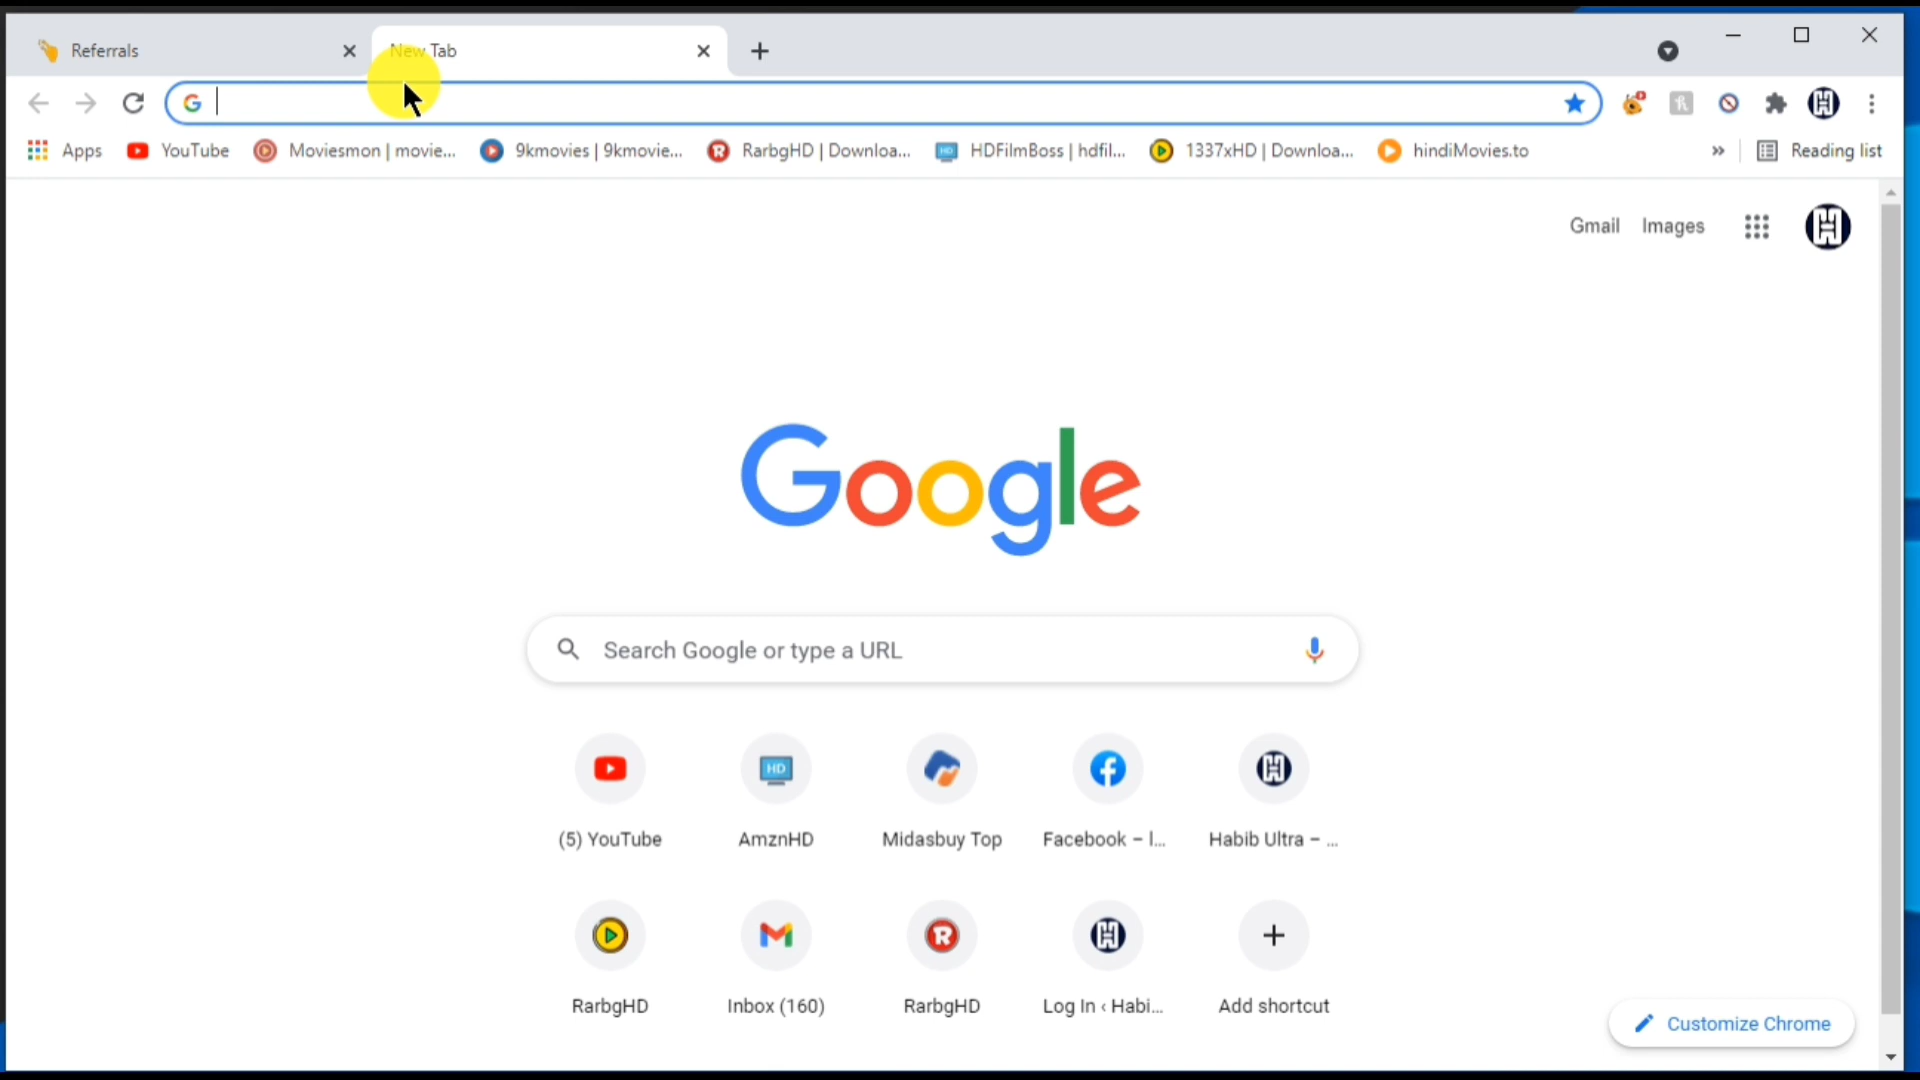 Referrals
New Tab
Apps
YouTube
Moviesmon | movie...
9kmovies | 9kmovie...
RarbgHD | Downloa...
HDFilmBoss | hdfil...
1337xHD | Downloa...
hindiMovies.to
»
Reading list
Gmail
Images
Google
Search Google or type a URL
(5) YouTube
AmznHD
Midasbuy Top
Facebook – l...
Habib Ultra – ...
RarbgHD
Inbox (160)
RarbgHD
Log In ‹ Habi...
Add shortcut
Customize Chrome